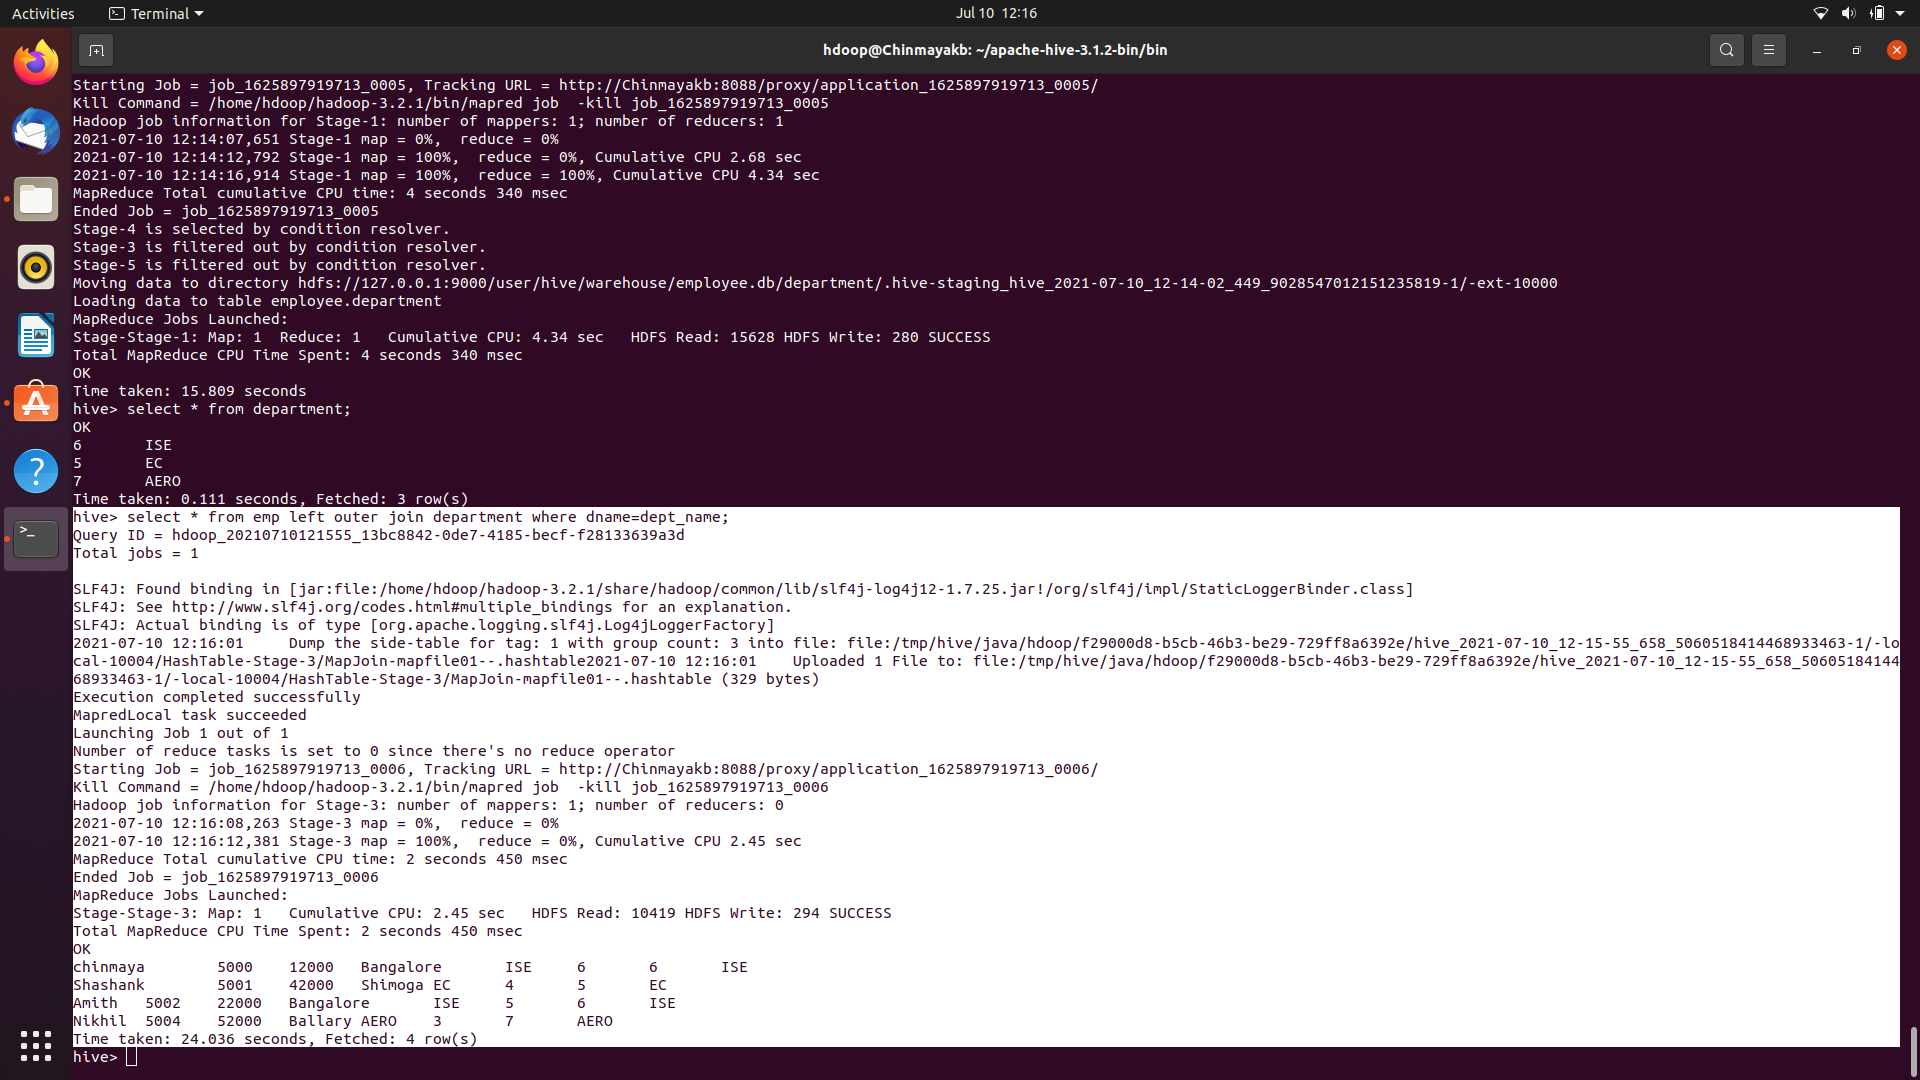 Activities
Terminal
Jul 10 12:16
hdoop@Chinmayakb: ~/apache-hive-3.1.2-bin/bin
Starting Job = job_1625897919713_0005, Tracking URL = http://Chinmayakb:8088/proxy/application_1625897919713_0005/
Kill Command = /home/hdoop/hadoop-3.2.1/bin/mapred job  -kill job_1625897919713_0005
Hadoop job information for Stage-1: number of mappers: 1; number of reducers: 1
2021-07-10 12:14:07,651 Stage-1 map = 0%,  reduce = 0%
2021-07-10 12:14:12,792 Stage-1 map = 100%,  reduce = 0%, Cumulative CPU 2.68 sec
2021-07-10 12:14:16,914 Stage-1 map = 100%,  reduce = 100%, Cumulative CPU 4.34 sec
MapReduce Total cumulative CPU time: 4 seconds 340 msec
Ended Job = job_1625897919713_0005
Stage-4 is selected by condition resolver.
Stage-3 is filtered out by condition resolver.
Stage-5 is filtered out by condition resolver.
Moving data to directory hdfs://127.0.0.1:9000/user/hive/warehouse/employee.db/department/.hive-staging_hive_2021-07-10_12-14-02_449_9028547012151235819-1/-ext-10000
Loading data to table employee.department
MapReduce Jobs Launched:
Stage-Stage-1: Map: 1  Reduce: 1   Cumulative CPU: 4.34 sec   HDFS Read: 15628 HDFS Write: 280 SUCCESS
Total MapReduce CPU Time Spent: 4 seconds 340 msec
OK
Time taken: 15.809 seconds
hive> select * from department;
OK
6       ISE
5       EC
7       AERO
Time taken: 0.111 seconds, Fetched: 3 row(s)
hive> select * from emp left outer join department where dname=dept_name;
Query ID = hdoop_20210710121555_13bc8842-0de7-4185-becf-f28133639a3d
Total jobs = 1
SLF4J: Found binding in [jar:file:/home/hdoop/hadoop-3.2.1/share/hadoop/common/lib/slf4j-log4j12-1.7.25.jar!/org/slf4j/impl/StaticLoggerBinder.class]
SLF4J: See http://www.slf4j.org/codes.html#multiple_bindings for an explanation.
SLF4J: Actual binding is of type [org.apache.logging.slf4j.Log4jLoggerFactory]
2021-07-10 12:16:01     Dump the side-table for tag: 1 with group count: 3 into file: file:/tmp/hive/java/hdoop/f29000d8-b5cb-46b3-be29-729ff8a6392e/hive_2021-07-10_12-15-55_658_5060518414468933463-1/-lo
cal-10004/HashTable-Stage-3/MapJoin-mapfile01--.hashtable2021-07-10 12:16:01    Uploaded 1 File to: file:/tmp/hive/java/hdoop/f29000d8-b5cb-46b3-be29-729ff8a6392e/hive_2021-07-10_12-15-55_658_50605184144
68933463-1/-local-10004/HashTable-Stage-3/MapJoin-mapfile01--.hashtable (329 bytes)
Execution completed successfully
MapredLocal task succeeded
Launching Job 1 out of 1
Number of reduce tasks is set to 0 since there's no reduce operator
Starting Job = job_1625897919713_0006, Tracking URL = http://Chinmayakb:8088/proxy/application_1625897919713_0006/
Kill Command = /home/hdoop/hadoop-3.2.1/bin/mapred job  -kill job_1625897919713_0006
Hadoop job information for Stage-3: number of mappers: 1; number of reducers: 0
2021-07-10 12:16:08,263 Stage-3 map = 0%,  reduce = 0%
2021-07-10 12:16:12,381 Stage-3 map = 100%,  reduce = 0%, Cumulative CPU 2.45 sec
MapReduce Total cumulative CPU time: 2 seconds 450 msec
Ended Job = job_1625897919713_0006
MapReduce Jobs Launched:
Stage-Stage-3: Map: 1   Cumulative CPU: 2.45 sec   HDFS Read: 10419 HDFS Write: 294 SUCCESS
Total MapReduce CPU Time Spent: 2 seconds 450 msec
OK
chinmaya        5000    12000   Bangalore       ISE     6       6       ISE
Shashank        5001    42000   Shimoga EC      4       5       EC
Amith   5002    22000   Bangalore       ISE     5       6       ISE
Nikhil  5004    52000   Ballary AERO    3       7       AERO
Time taken: 24.036 seconds, Fetched: 4 row(s)
hive>